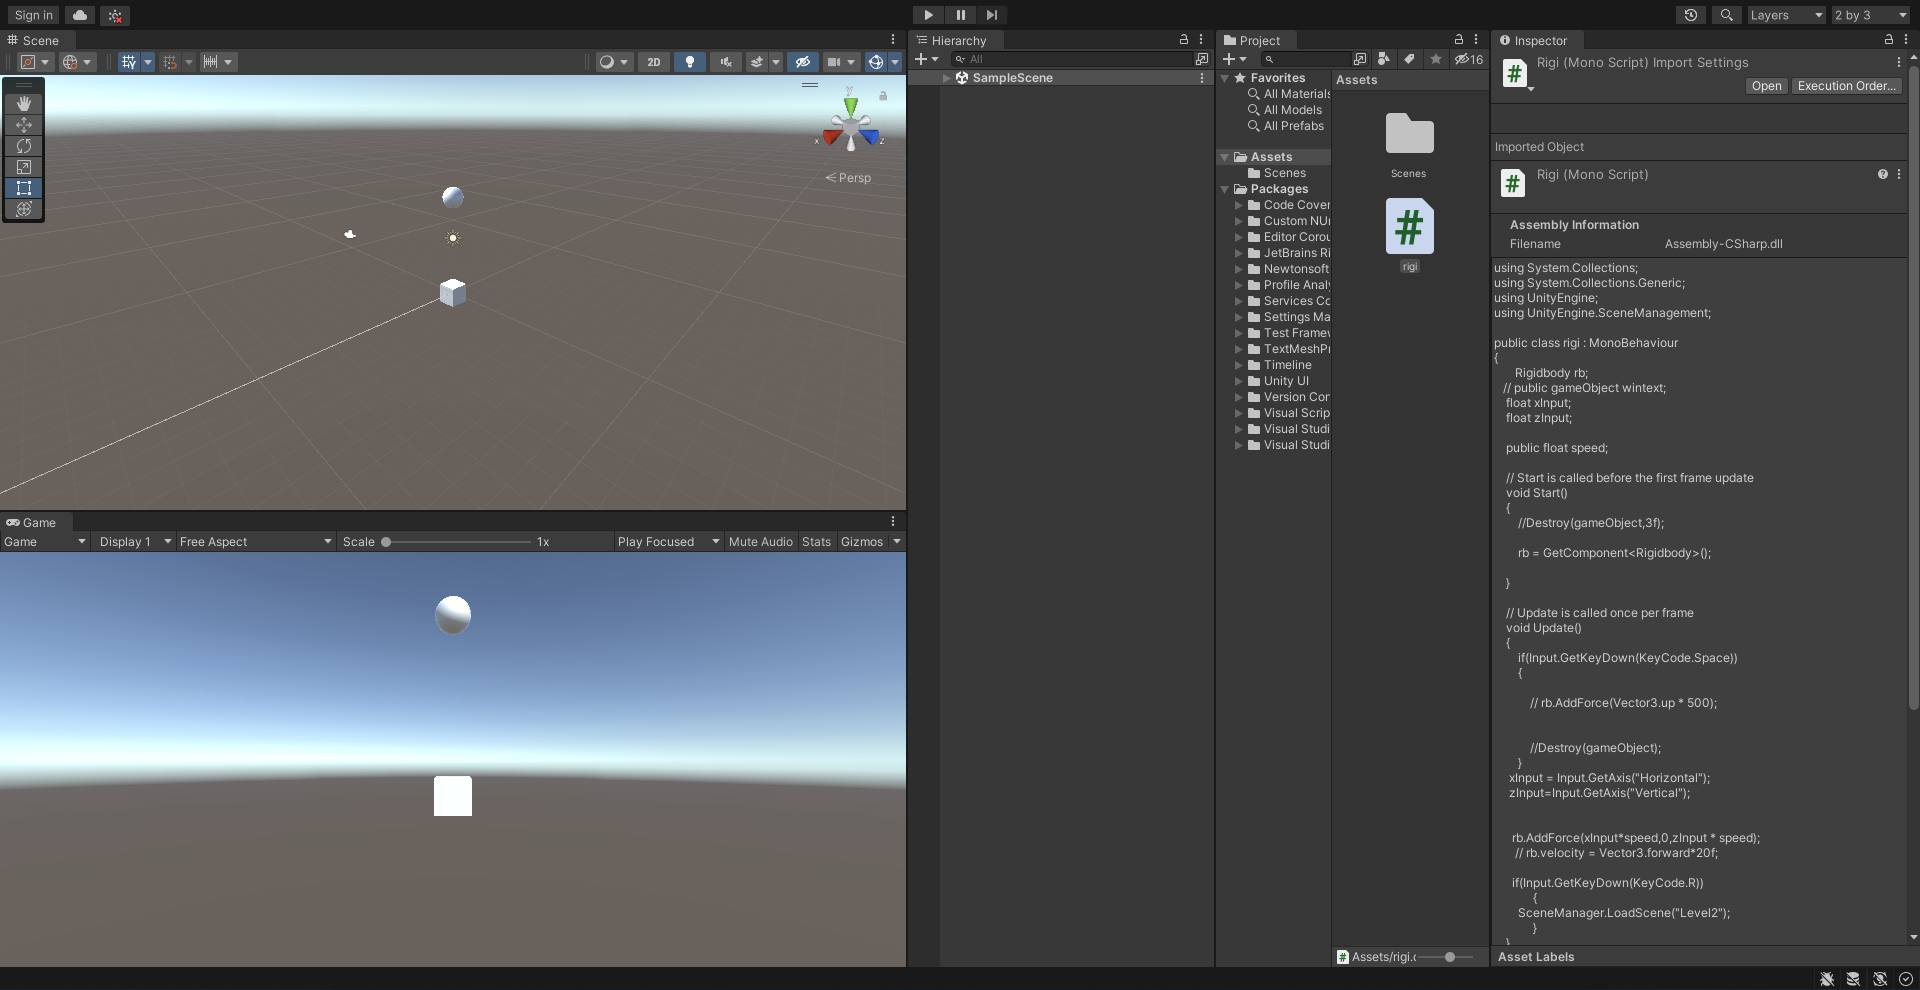 Sign in
Layers
2 by 3
Scene
2D
y
x
z
Persp
Game
Game
Display 1
Free Aspect
Scale
1x
Play Focused
Mute Audio
Stats
Gizmos
Hierarchy
All
SampleScene
Project
16
Favorites
All Materials
All Models
All Prefabs
Assets
Scenes
Packages
Code Cover
Custom NU
Editor Corou
JetBrains Ri
Newtonsoft
Profile Analy
Services Co
Settings Ma
Test Framew
TextMeshPr
Timeline
Unity UI
Version Con
Visual Scrip
Visual Studi
Visual Studi
Assets
Scenes
rigi
Assets/rigi.c
Inspector
Rigi (Mono Script) Import Settings
Open
Execution Order...
Imported Object
Rigi (Mono Script)
Assembly Information
Filename Assembly-CSharp.dll
using System.Collections;
using System.Collections.Generic;
using UnityEngine;
using UnityEngine.SceneManagement;
public class rigi : MonoBehaviour
{
Rigidbody rb;
// public gameObject wintext;
float xInput;
float zInput;
public float speed;
// Start is called before the first frame update
void Start()
{
//Destroy(gameObject,3f);
rb = GetComponent<Rigidbody>();
}
// Update is called once per frame
void Update()
{
if(Input.GetKeyDown(KeyCode.Space))
{
// rb.AddForce(Vector3.up * 500);
//Destroy(gameObject);
}
xInput = Input.GetAxis("Horizontal");
zInput=Input.GetAxis("Vertical");
rb.AddForce(xInput*speed,0,zInput * speed);
// rb.velocity = Vector3.forward*20f;
if(Input.GetKeyDown(KeyCode.R))
{
SceneManager.LoadScene("Level2");
}
}
Asset Labels